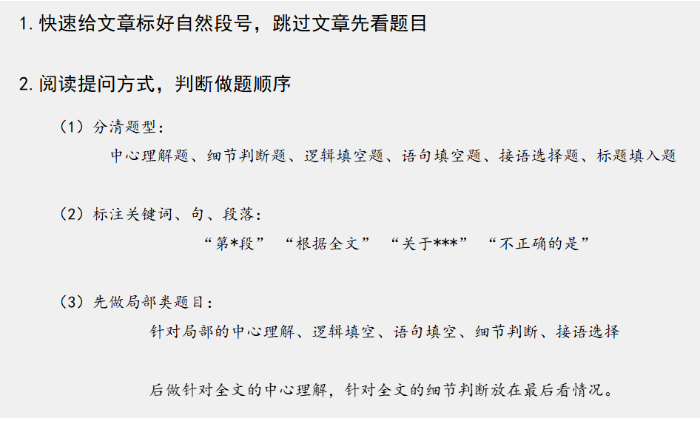 1.快速给文章标好自然段号，跳过文章先看题目
2.阅读提问方式，判断做题顺序
（1）分清题型：
中心理解题、细节判断题、逻辑填空题、语句填空题、接语选择题、标题填入题
（2）标注关键词、句、段落：
“第*段” “根据全文” “关于***” “不正确的是”
（3）先做局部类题目：
针对局部的中心理解、逻辑填空、语句填空、细节判断、接语选择
后做针对全文的中心理解，针对全文的细节判断放在最后看情况。